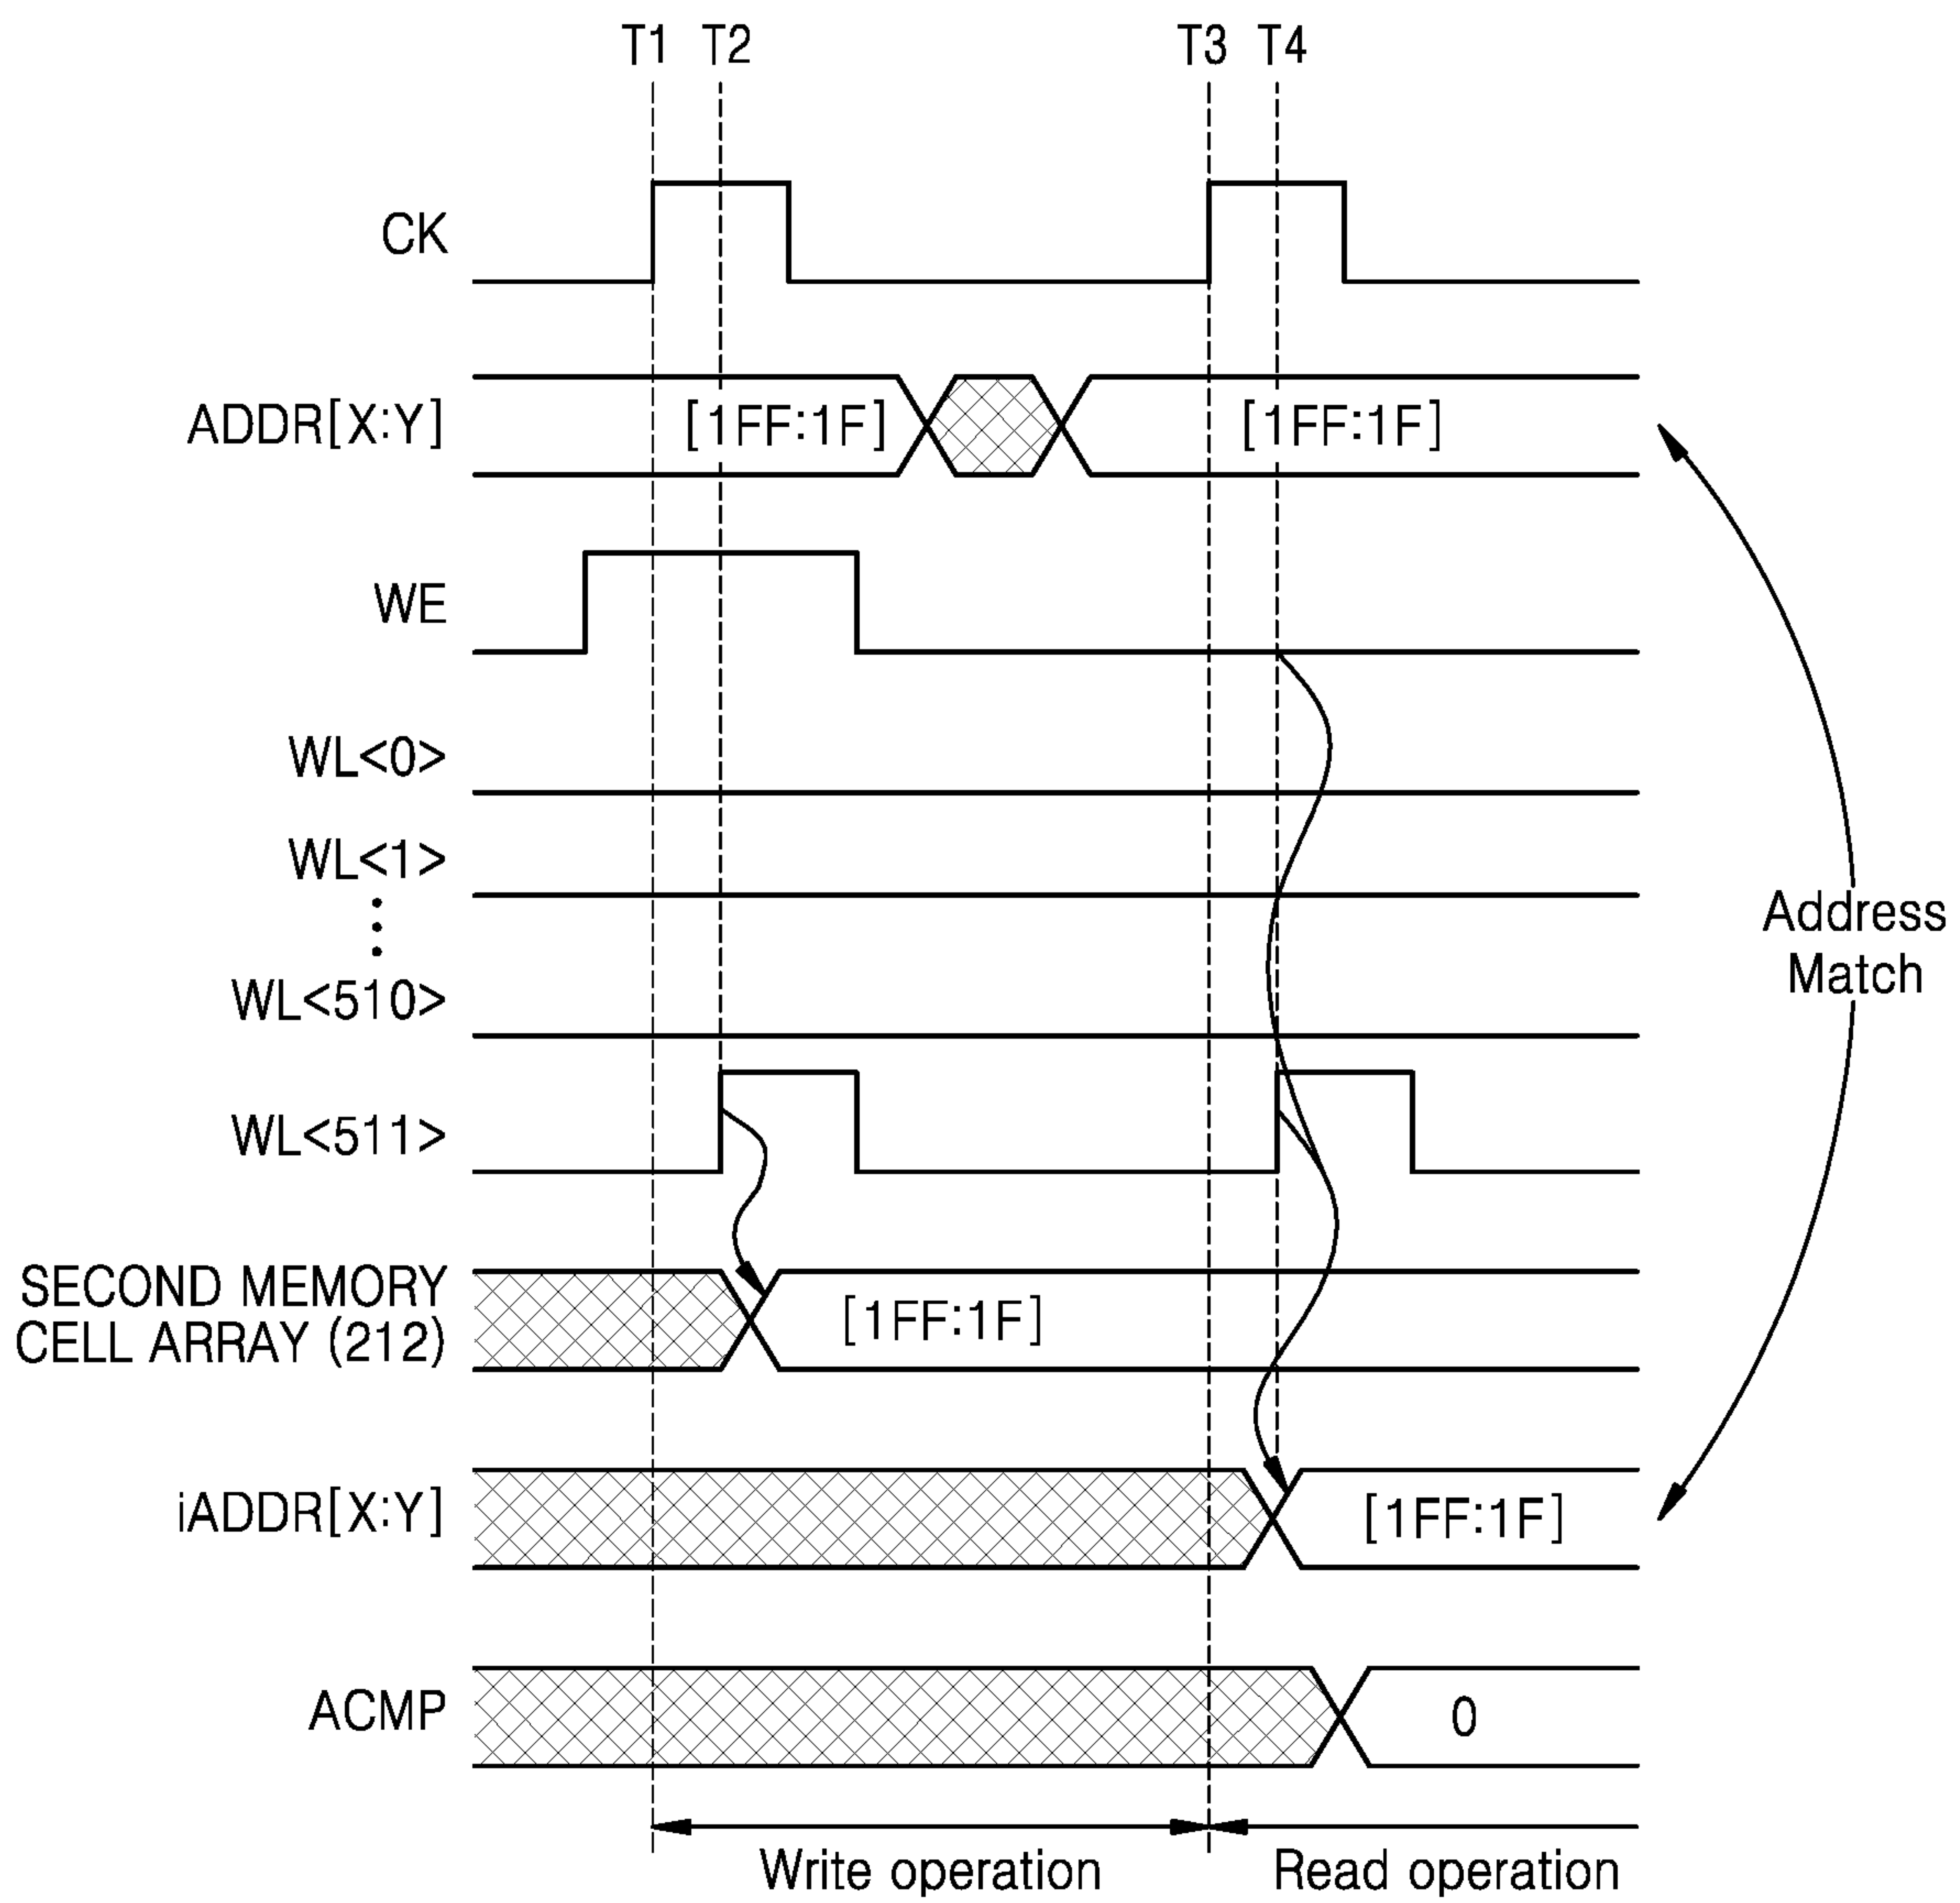 T1 T2 T3 T4
CK
ADDR[X:Y] [1FF:1F] [1FF:1F]
WE
WL<0>
WL<1>
Address
Match
WL<510>
WL<511>
SECOND MEMORY
CELL ARRAY (212) [1FF:1F]
iADDR[X:Y] [1FF:1F]
ACMP 0
Write operation Read operation